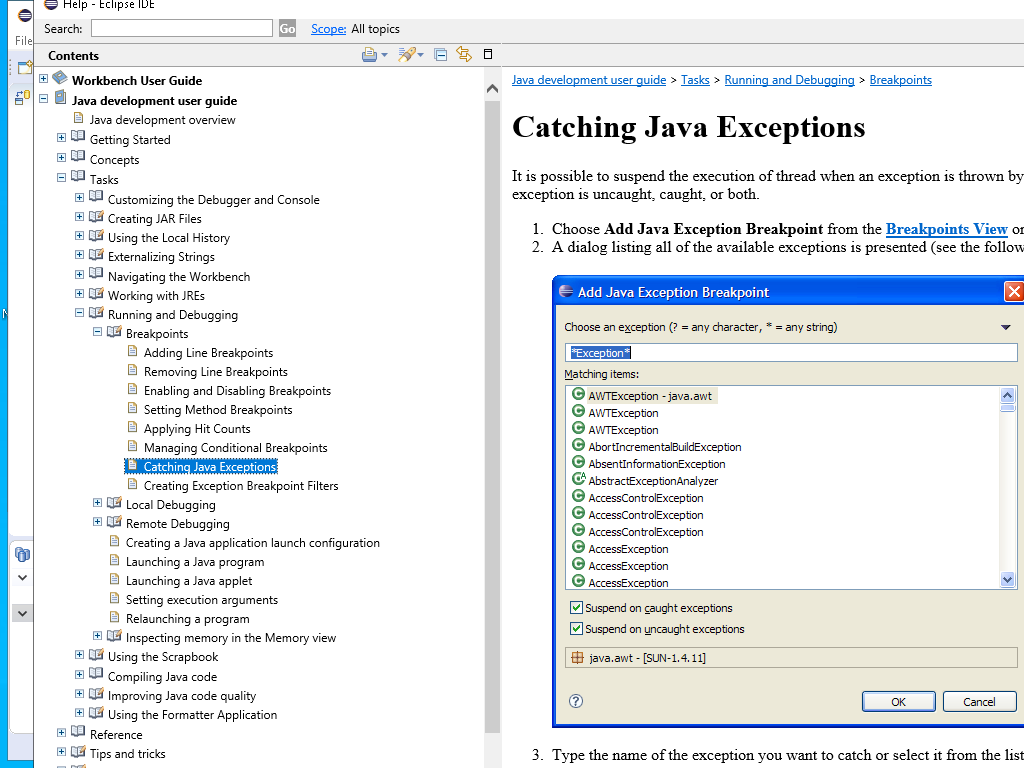 Help - Eclipse IDE
File
Search:
Go
Scope: All topics
Contents
Workbench User Guide
Java development user guide
Java development overview
Getting Started
Concepts
Tasks
Customizing the Debugger and Console
Creating JAR Files
Using the Local History
Externalizing Strings
Navigating the Workbench
Working with JREs
Running and Debugging
Breakpoints
Adding Line Breakpoints
Removing Line Breakpoints
Enabling and Disabling Breakpoints
Setting Method Breakpoints
Applying Hit Counts
Managing Conditional Breakpoints
Catching Java Exceptions
Creating Exception Breakpoint Filters
Local Debugging
Remote Debugging
Creating a Java application launch configuration
Launching a Java program
Launching a Java applet
Setting execution arguments
Relaunching a program
Inspecting memory in the Memory view
Using the Scrapbook
Compiling Java code
Improving Java code quality
Using the Formatter Application
Reference
Tips and tricks
Java development user guide > Tasks > Running and Debugging > Breakpoints
Catching Java Exceptions
It is possible to suspend the execution of thread when an exception is thrown by
exception is uncaught, caught, or both.
1. Choose Add Java Exception Breakpoint from the Breakpoints View or
2. A dialog listing all of the available exceptions is presented (see the follow
Add Java Exception Breakpoint
Choose an exception (? = any character, * = any string)
*Exception*
Matching items:
AWTException - java.awt
AWTException
AWTException
AbortIncrementalBuildException
AbsentInformationException
AbstractExceptionAnalyzer
AccessControlException
AccessControlException
AccessControlException
AccessException
AccessException
AccessException
Suspend on caught exceptions
Suspend on uncaught exceptions
java.awt - [SUN-1.4.11]
OK
Cancel
3. Type the name of the exception you want to catch or select it from the list